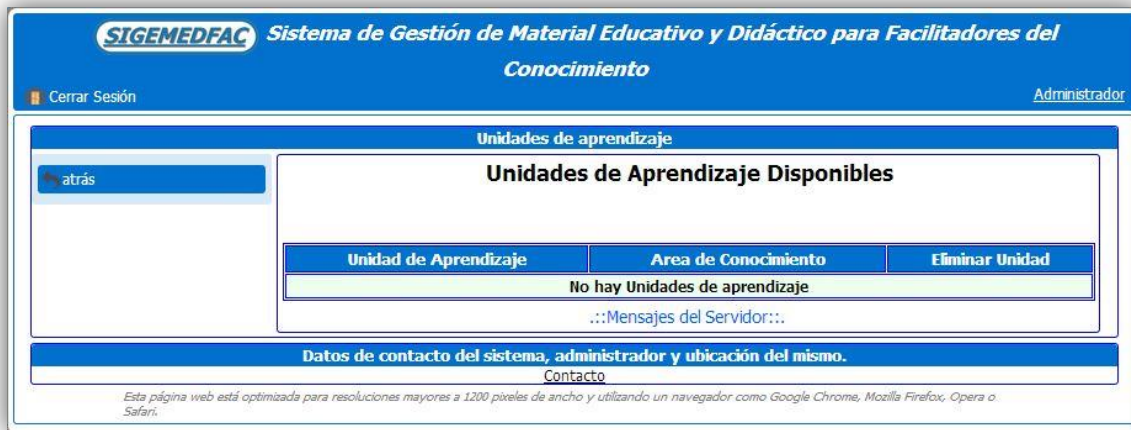 SIGEMEDFAC Sistema de Gestión de Material Educativo y Didáctico para Facilitadores del
Conocimiento
Cerrar Sesión
Administrador
Unidades de aprendizaje
atrás
Unidades de Aprendizaje Disponibles
Unidad de Aprendizaje Area de Conocimiento Eliminar Unidad
No hay Unidades de aprendizaje
.::Mensajes del Servidor::.
Datos de contacto del sistema, administrador y ubicación del mismo.
Contacto
Esta página web está optimizada para resoluciones mayores a 1200 pixeles de ancho y utilizando un navegador como Google Chrome, Mozilla Firefox, Opera o
Safari.